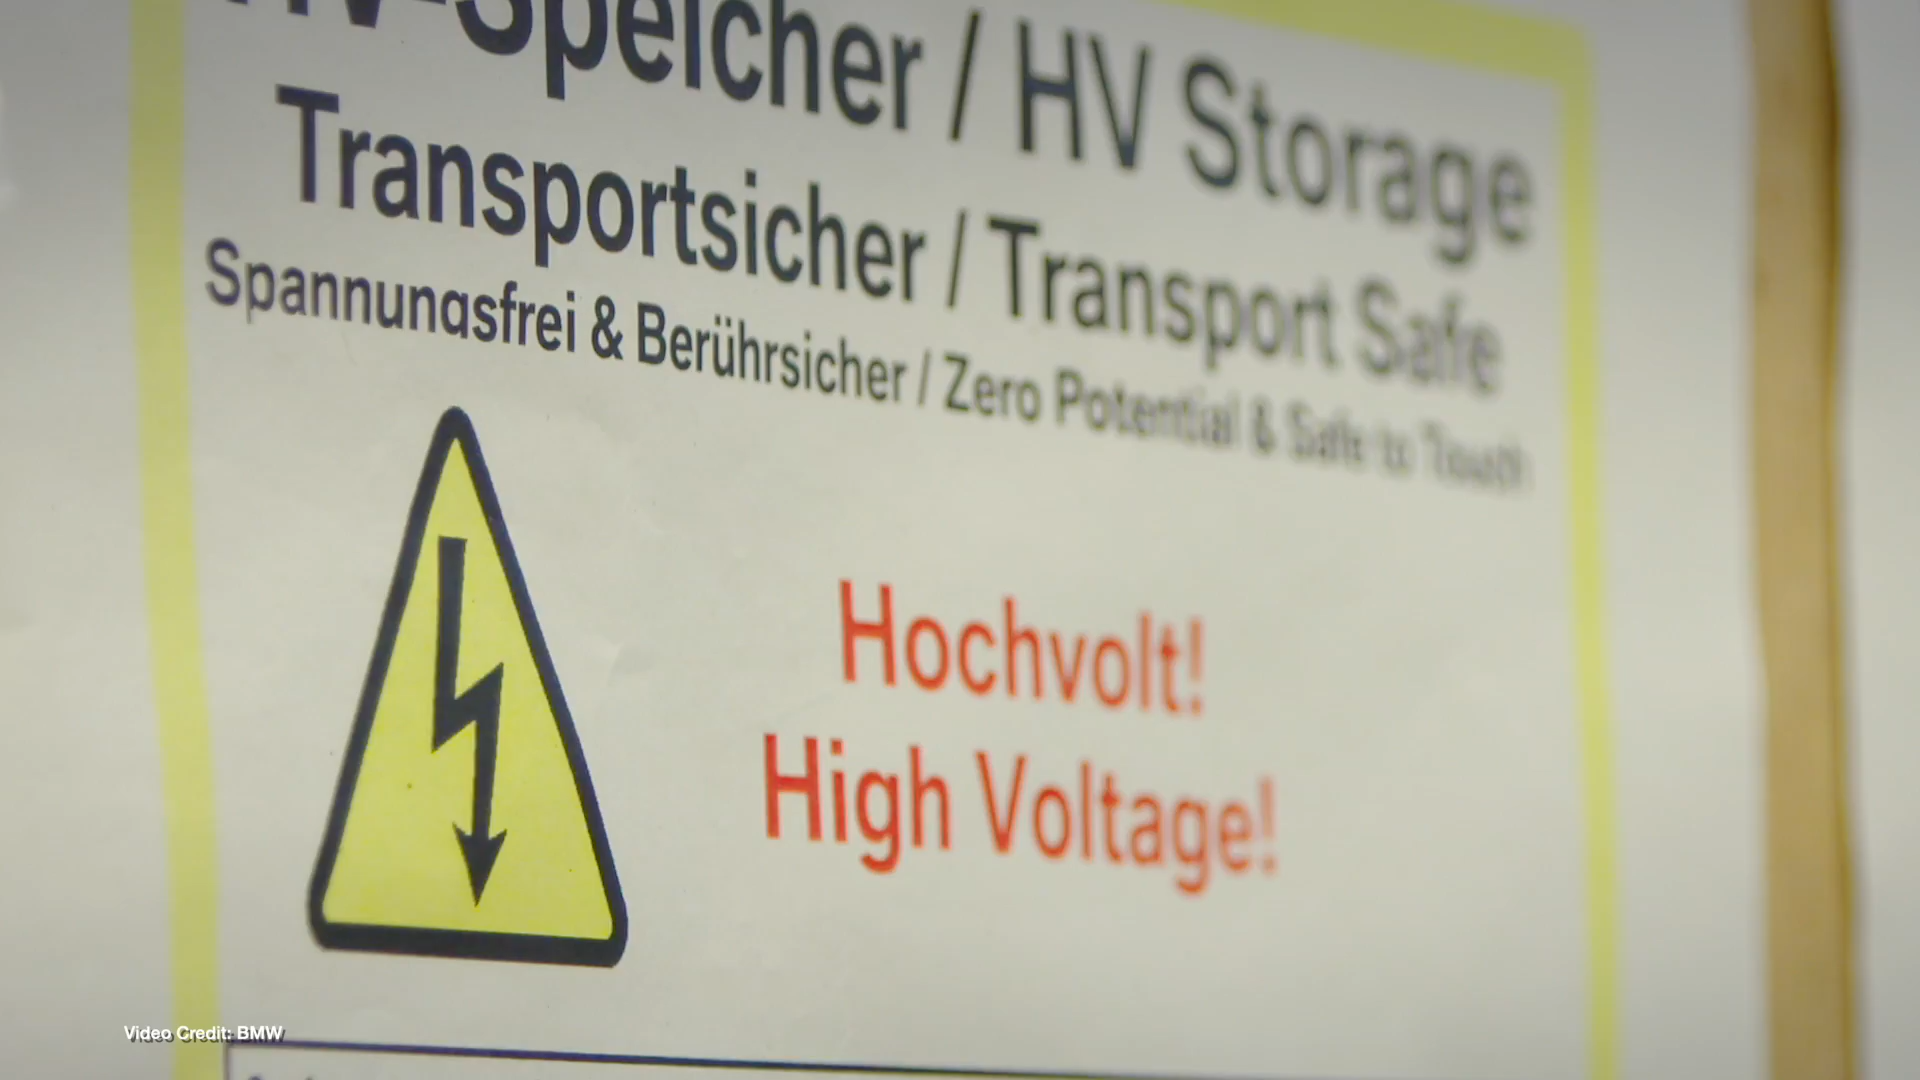 HV-Speicher / HV Storage
Transportsicher / Transport Safe
Spannungsfrei & Berührsicher / Zero Potential & Safe to Touch
Hochvolt!
High Voltage!
Video Credit: BMW